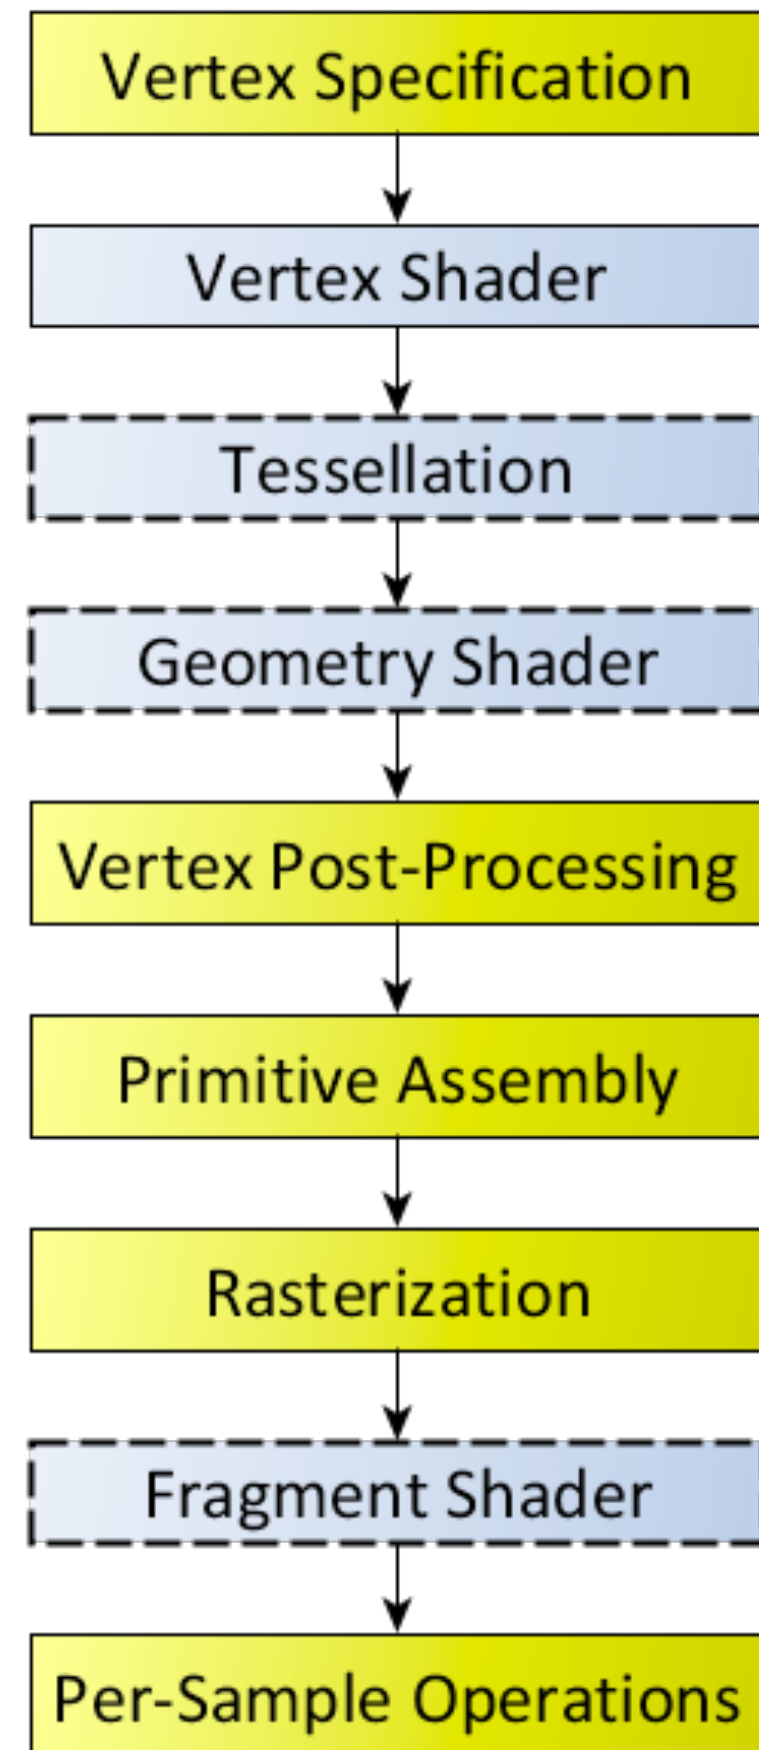 Vertex Specification
Vertex Shader
Tessellation
Geometry Shader
Vertex Post-Processing
Primitive Assembly
Rasterization
Fragment Shader
Per-Sample Operations